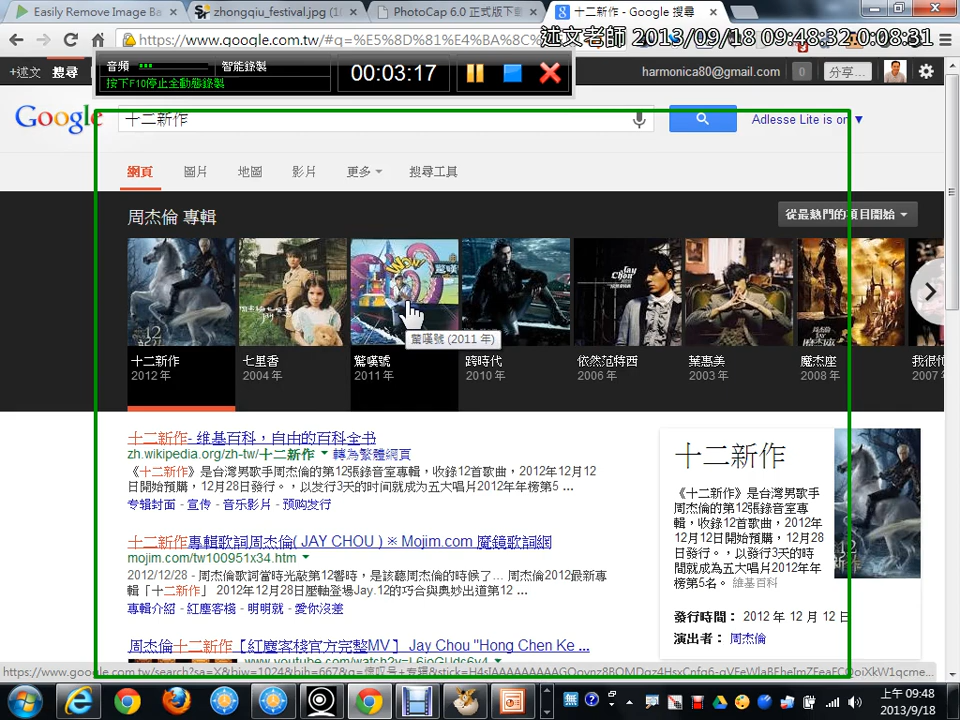 Easily Remove Image Ba
zhongqiu_festival.jpg (10
PhotoCap 6.0 正式版下載
十二新作 - Google 搜尋
https://www.google.com.tw/#q=%E5%8D%81%E4%BA%8C%
述文老師 2013/09/18 09:48:32 0:08:31
+述文 搜尋
音頻 智能錄製
按下F10停止全動態錄製
00:03:17
harmonica80@gmail.com 0 分享...
Google
十二新作
Adlesse Lite is on ▼
網頁 圖片 地圖 影片 更多 搜尋工具
周杰倫 專輯
從最熱門的項目開始
驚嘆號 (2011 年)
十二新作 七里香 驚嘆號 跨時代 依然范特西 葉惠美 魔杰座 我很忙
2012 年 2004 年 2011 年 2010 年 2006 年 2003 年 2008 年 2007
十二新作- 維基百科，自由的百科全书
zh.wikipedia.org/zh-tw/十二新作 ▼ 轉為繁體網頁
《十二新作》是台灣男歌手周杰倫的第12張錄音室專輯，收錄12首歌曲，2012年12月12
日開始預購，12月28日發行。，以发行3天的时间就成为五大唱片2012年年榜第5 ...
专辑封面 - 宣传 - 音乐影片 - 预购发行
十二新作專輯歌詞周杰倫( JAY CHOU ) ※ Mojim.com 魔鏡歌詞網
mojim.com/tw100951x34.htm ▼
2012/12/28 - 周杰倫歌詞當時光敲第12響時，是該聽周杰倫的時候了... 周杰倫2012最新專
輯「十二新作」 2012年12月28日壓軸登場Jay.12的巧合與奧妙出道第12 ...
專輯介紹 - 紅塵客棧 - 明明就 - 愛你沒差
周杰倫十二新作【紅塵客棧官方完整MV】 Jay Chou "Hong Chen Ke ...
十二新作
《十二新作》是台灣男歌手
周杰倫的第12張錄音室專
輯，收錄12首歌曲，2012年
12月12日開始預購，12月28
日發行。，以發行3天的時
間就成為五大唱片2012年年
榜第5名。 維基百科
發行時間： 2012 年 12 月 12 日
演出者： 周杰倫
上午 09:48
2013/9/18